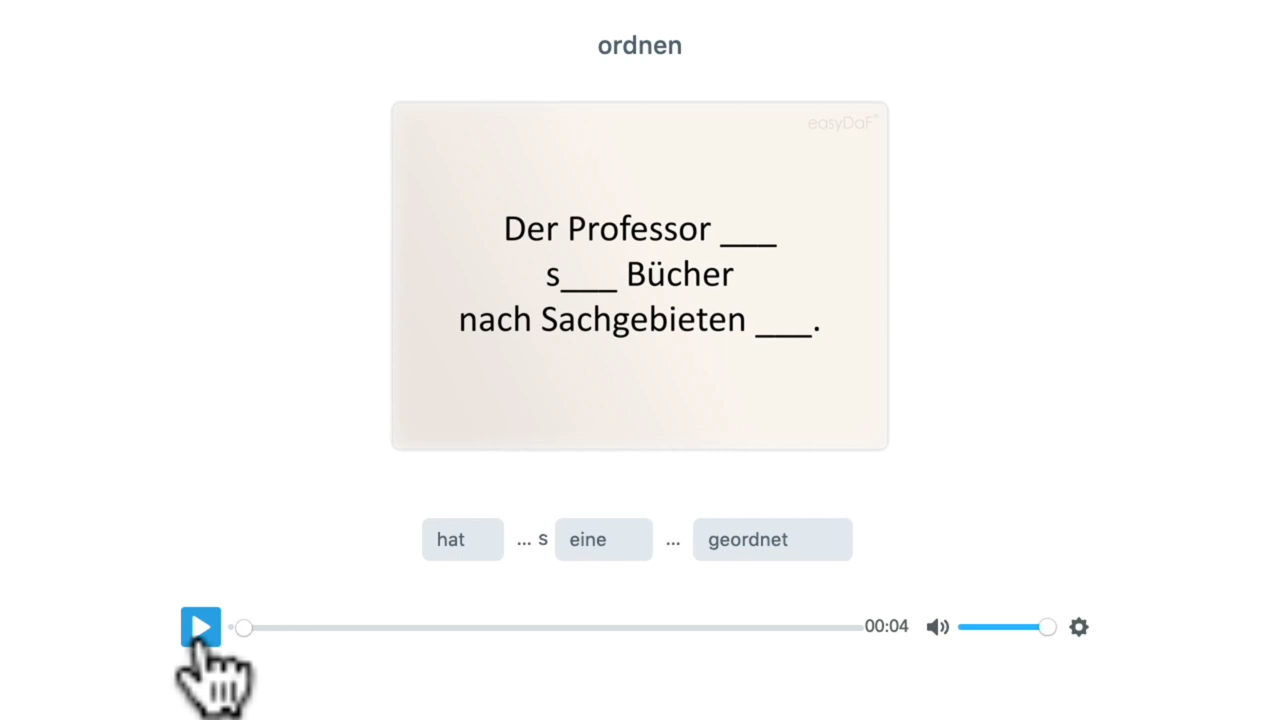 ordnen
easyDaF
Der Professor ___
s___ Bücher
nach Sachgebieten ___.
hat ... s eine ... geordnet
00:04